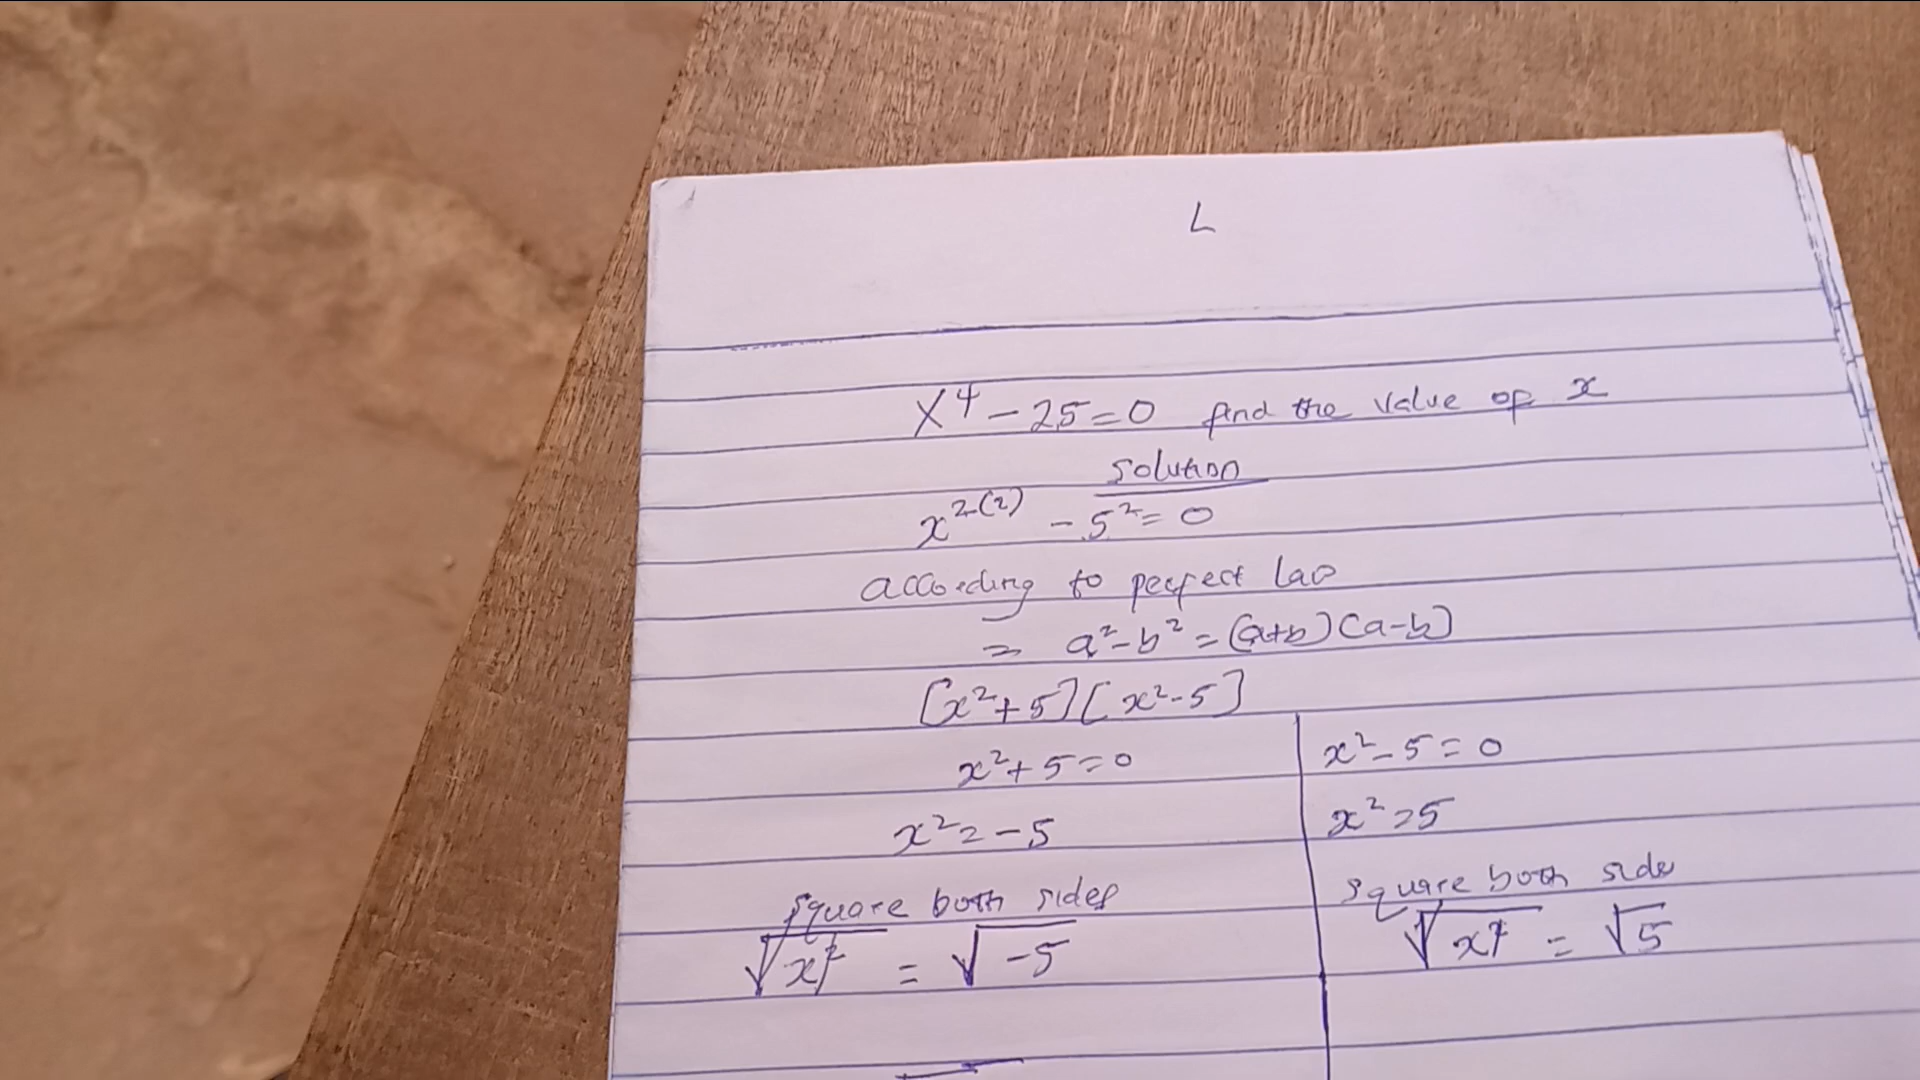 L
X⁴ - 25 = 0 find the value of x
solution
x²⁽²⁾ - 5² = 0
according to perfect Lao
= a² - b² = (a+b)(a-b)
[x²+5][x²-5]
x²+5=0
x² = -5
square both sides
√x² = √-5
x²-5=0
x² = 5
square both side
√x² = √5